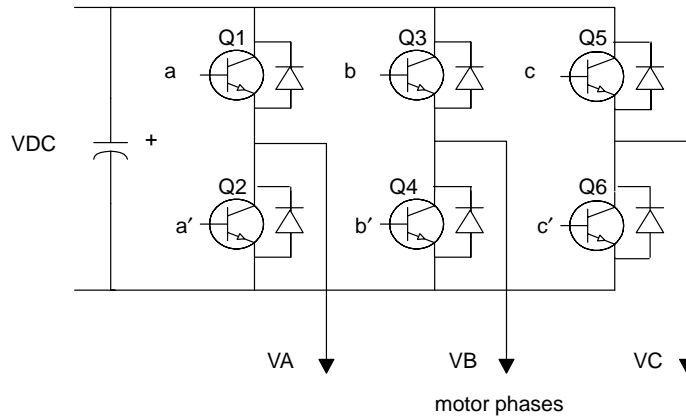 Q1 Q3 Q5
a b c
VDC +
Q2 Q4 Q6
a′ b′ c′
VA VB VC
motor phases